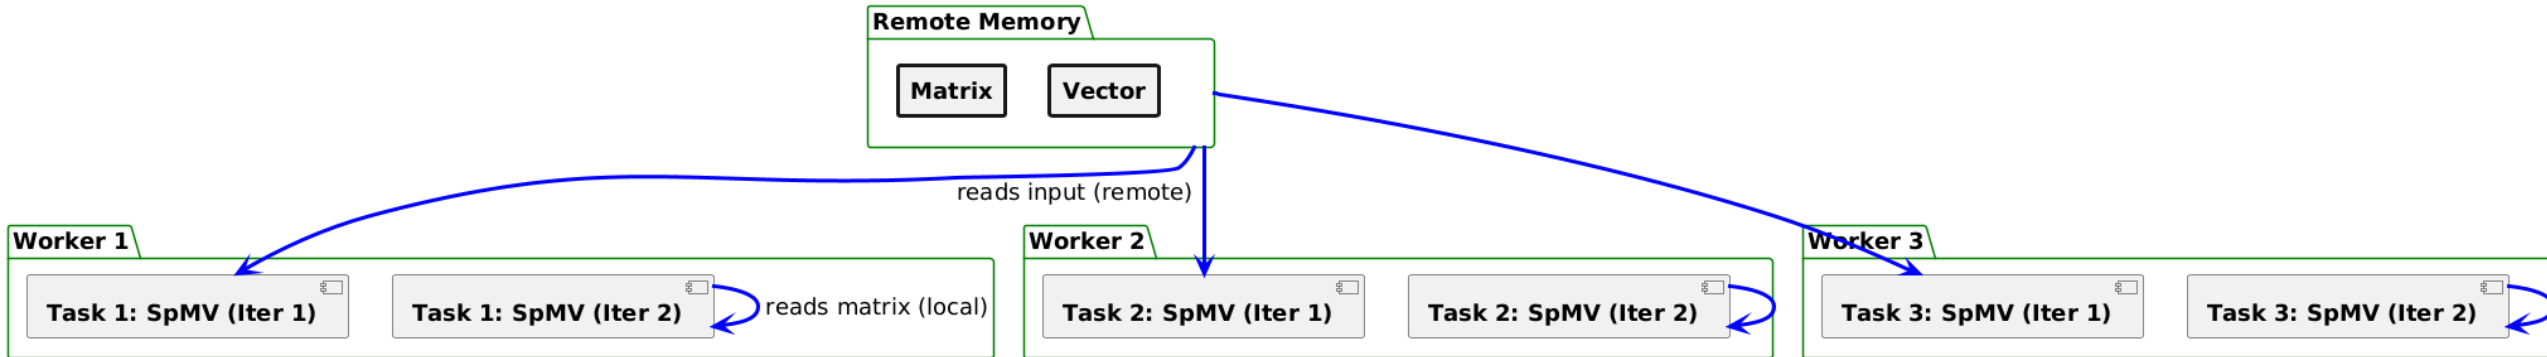 Remote Memory
Matrix
Vector
reads input (remote)
Worker 1
Worker 2
Worker 3
Task 1: SpMV (Iter 1)
Task 1: SpMV (Iter 2)
reads matrix (local)
Task 2: SpMV (Iter 1)
Task 2: SpMV (Iter 2)
Task 3: SpMV (Iter 1)
Task 3: SpMV (Iter 2)